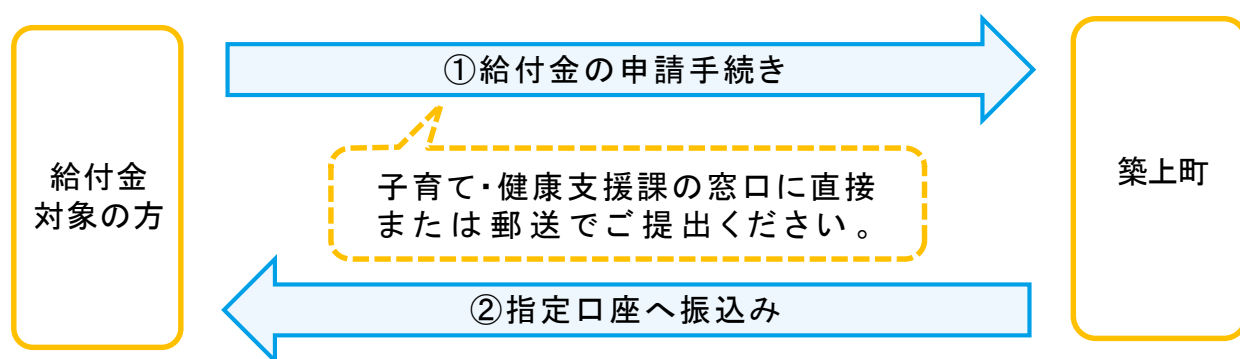 ①給付金の申請手続き
給付金
対象の方
子育て・健康支援課の窓口に直接
または郵送でご提出ください。
築上町
②指定口座へ振込み